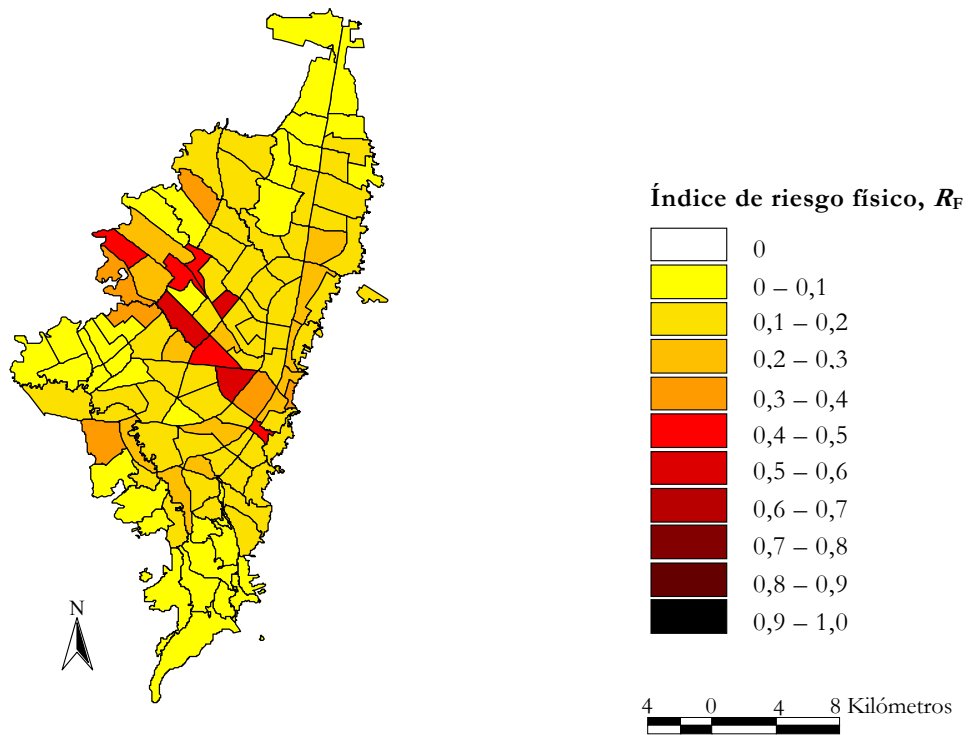 Índice de riesgo físico, RF
0
0 – 0,1
0,1 – 0,2
0,2 – 0,3
0,3 – 0,4
0,4 – 0,5
0,5 – 0,6
0,6 – 0,7
0,7 – 0,8
0,8 – 0,9
0,9 – 1,0
N
4 0 4 8 Kilómetros